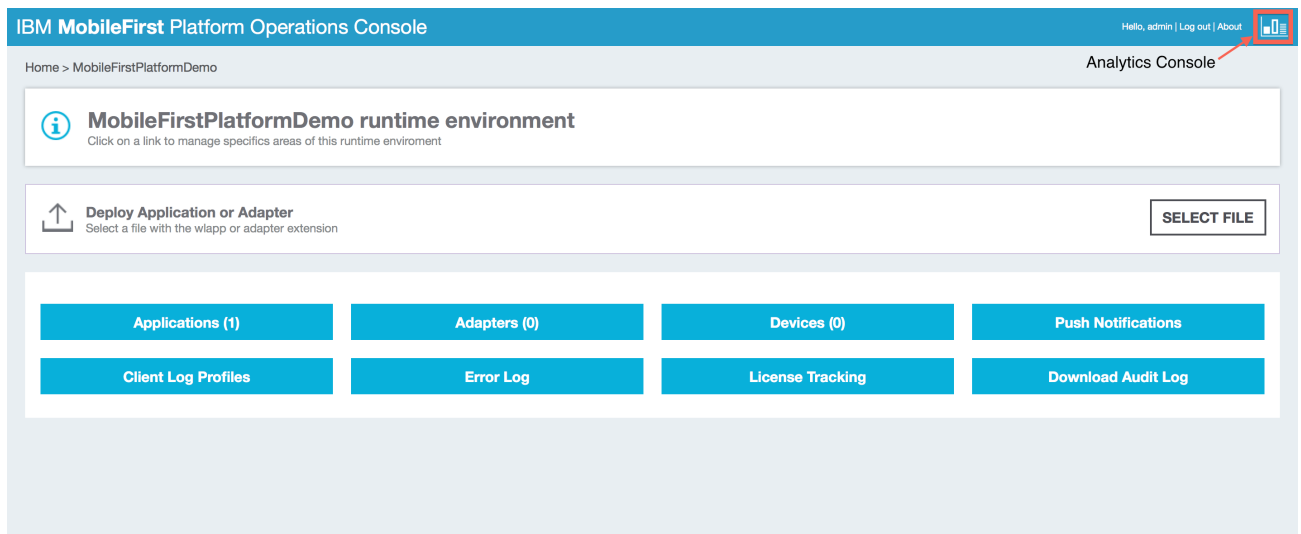 IBM MobileFirst Platform Operations Console
Hello, admin | Log out | About
Home > MobileFirstPlatformDemo
Analytics Console
MobileFirstPlatformDemo runtime environment
Click on a link to manage specifics areas of this runtime enviroment
Deploy Application or Adapter
Select a file with the wlapp or adapter extension
SELECT FILE
Applications (1)
Adapters (0)
Devices (0)
Push Notifications
Client Log Profiles
Error Log
License Tracking
Download Audit Log